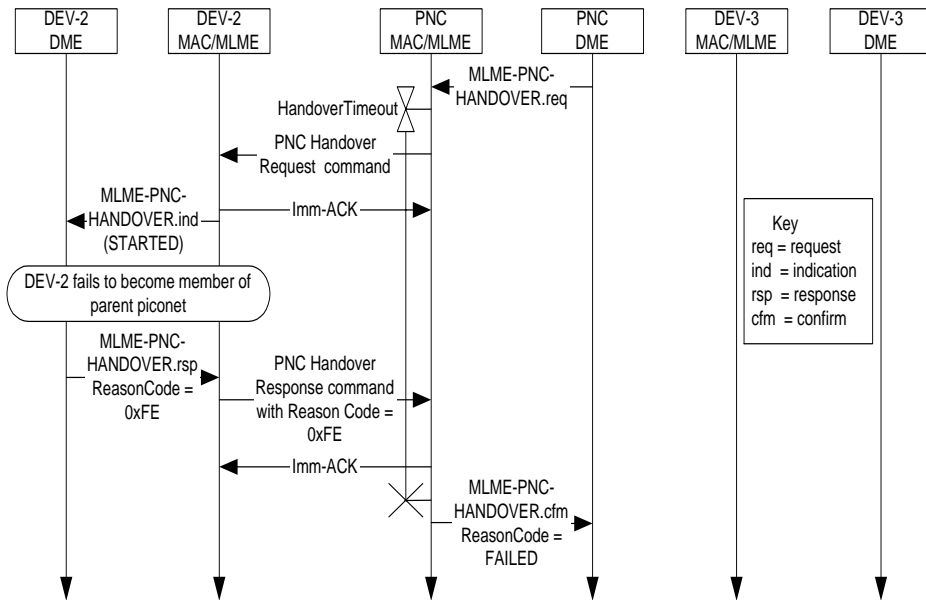 DEV-2
DME
DEV-2
MAC/MLME
PNC
MAC/MLME
PNC
DME
DEV-3
MAC/MLME
DEV-3
DME
MLME-PNC-
HANDOVER.req
HandoverTimeout
PNC Handover
Request command
MLME-PNC-
HANDOVER.ind
(STARTED)
Imm-ACK
Key
req = request
ind = indication
rsp = response
cfm = confirm
DEV-2 fails to become member of
parent piconet
MLME-PNC-
HANDOVER.rsp
ReasonCode =
0xFE
PNC Handover
Response command
with Reason Code =
0xFE
Imm-ACK
MLME-PNC-
HANDOVER.cfm
ReasonCode =
FAILED